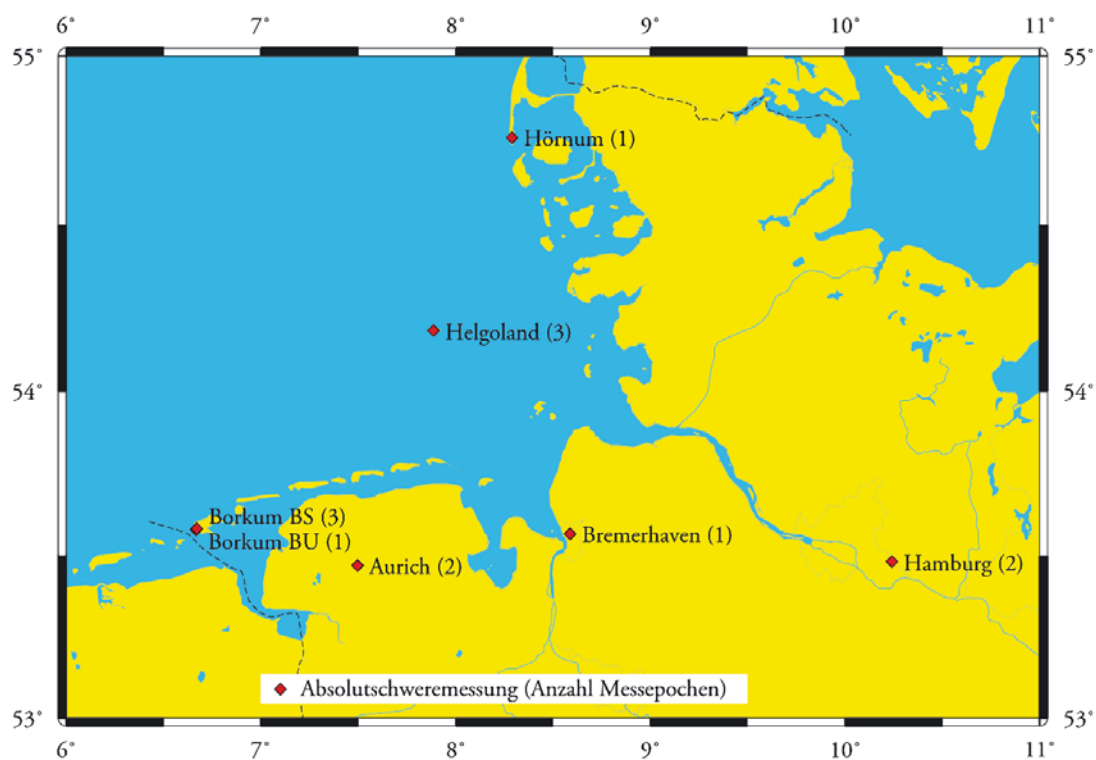 6° 7° 8° 9° 10° 11°
55° 55°
Hörnum (1)
Helgoland (3)
54° 54°
Borkum BS (3)
Borkum BU (1)
Bremerhaven (1)
Aurich (2)
Hamburg (2)
Absolutschweremessung (Anzahl Messepochen)
53° 53°
6° 7° 8° 9° 10° 11°